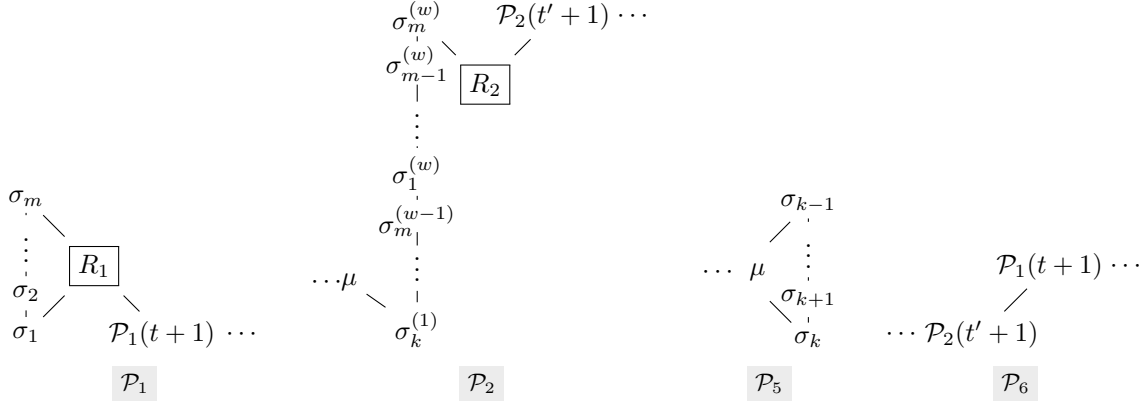 σ_m^{(w)} 𝒫_2(t′ + 1) ⋯
σ_{m−1}^{(w)} R_2
⋮
σ_1^{(w)}
σ_m σ_m^{(w−1)} σ_{k−1}
⋮ R_1 ⋮ ⋯ μ ⋮ 𝒫_1(t + 1) ⋯
σ_2 ⋯μ σ_{k+1}
σ_1 𝒫_1(t + 1) ⋯ σ_k^{(1)} σ_k ⋯ 𝒫_2(t′ + 1)
𝒫_1 𝒫_2 𝒫_5 𝒫_6